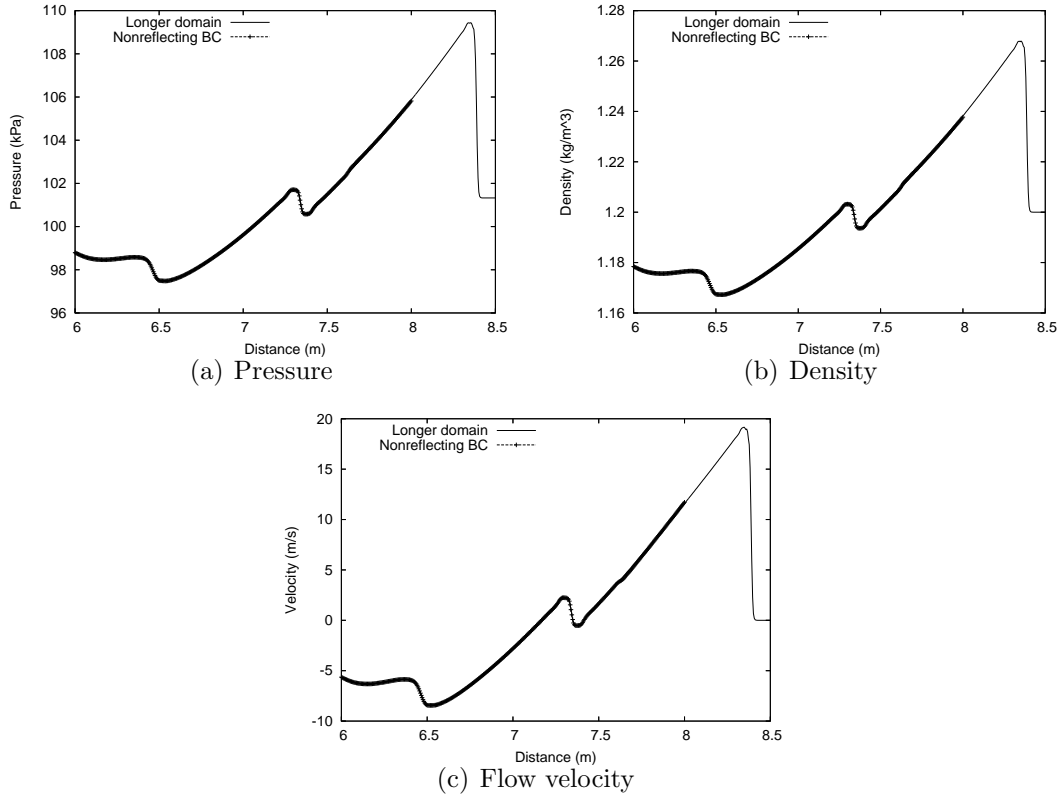 110
108
106
104
102
100
98
96
6
6.5
7
7.5
8
8.5
Pressure (kPa)
Distance (m)
Longer domain
Nonreflecting BC
(a) Pressure
1.28
1.26
1.24
1.22
1.2
1.18
1.16
6
6.5
7
7.5
8
8.5
Density (kg/m^3)
Distance (m)
Longer domain
Nonreflecting BC
(b) Density
20
15
10
5
0
-5
-10
6
6.5
7
7.5
8
8.5
Velocity (m/s)
Distance (m)
Longer domain
Nonreflecting BC
(c) Flow velocity